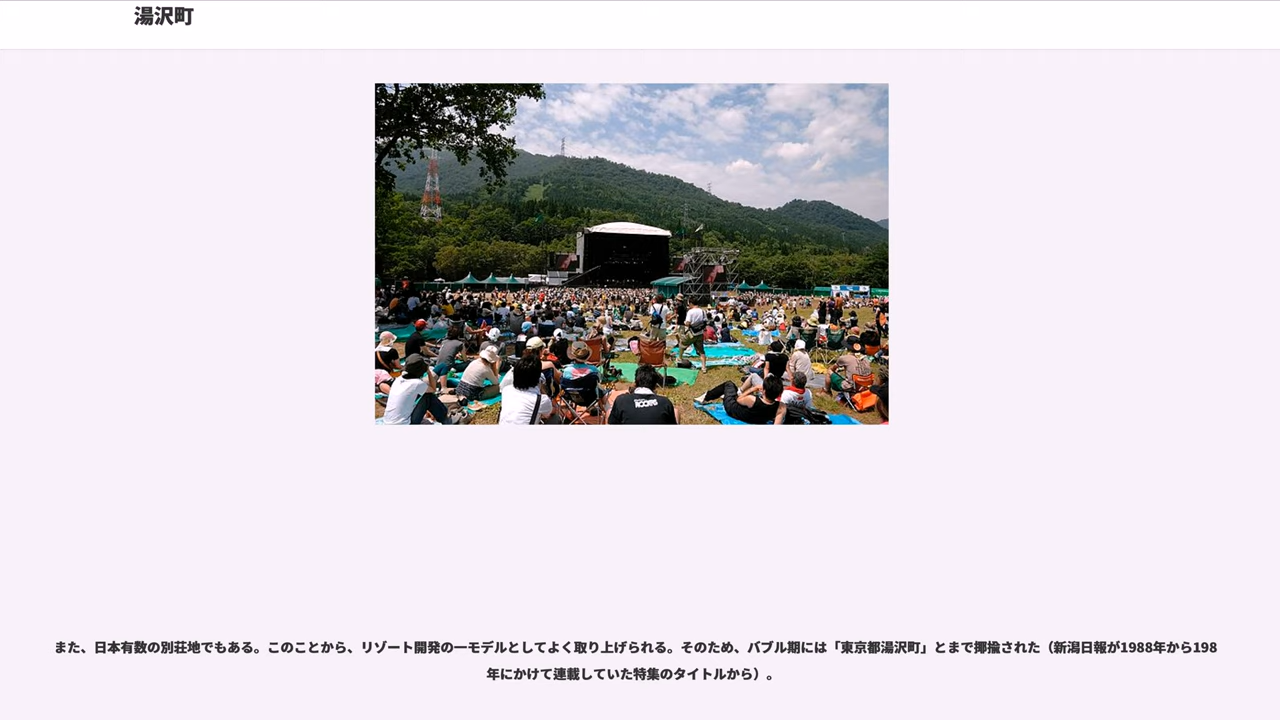 湯沢町
また、日本有数の別荘地でもある。このことから、リゾート開発の一モデルとしてよく取り上げられる。そのため、バブル期には「東京都湯沢町」とまで揶揄された（新潟日報が1988年から198
年にかけて連載していた特集のタイトルから）。